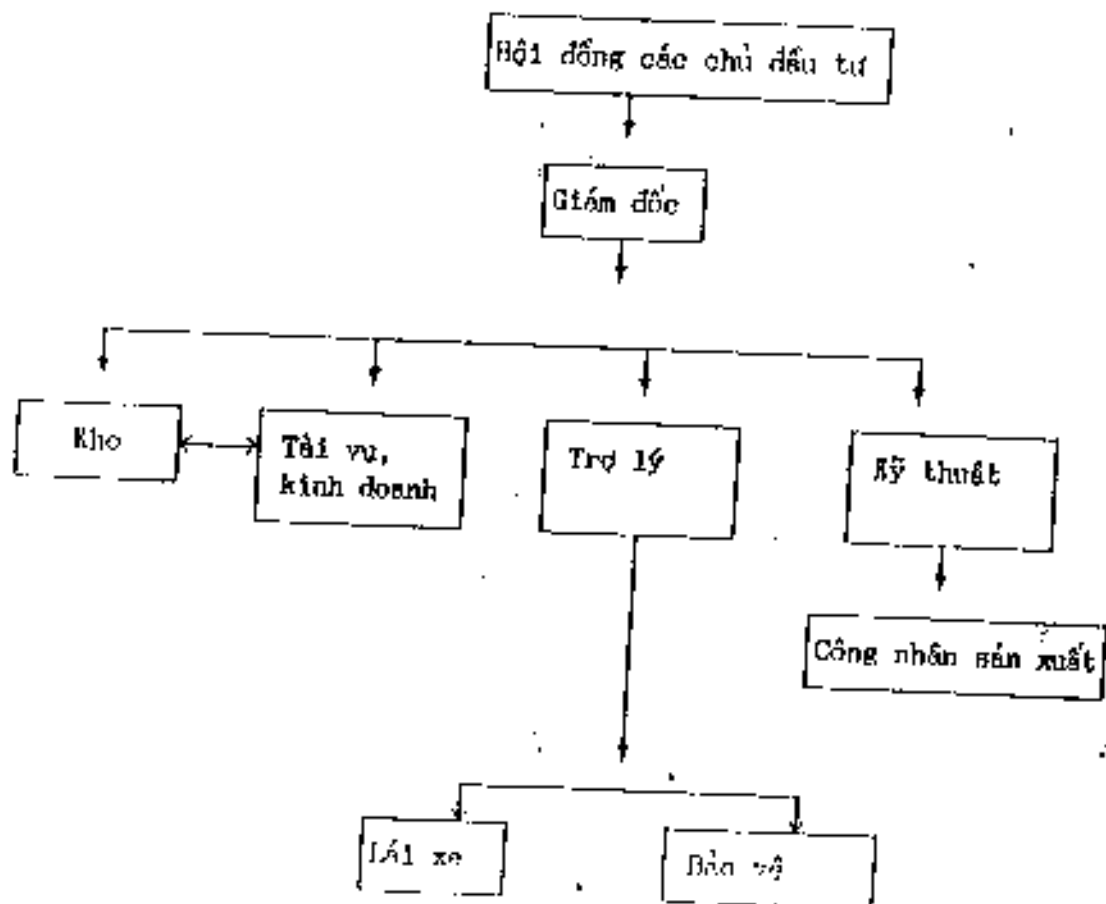 Hội đồng các chủ đầu tư
Giám đốc
Kho
Tài vụ,
kinh doanh
Trợ lý
Kỹ thuật
Công nhân sản xuất
Lái xe
Bảo vệ